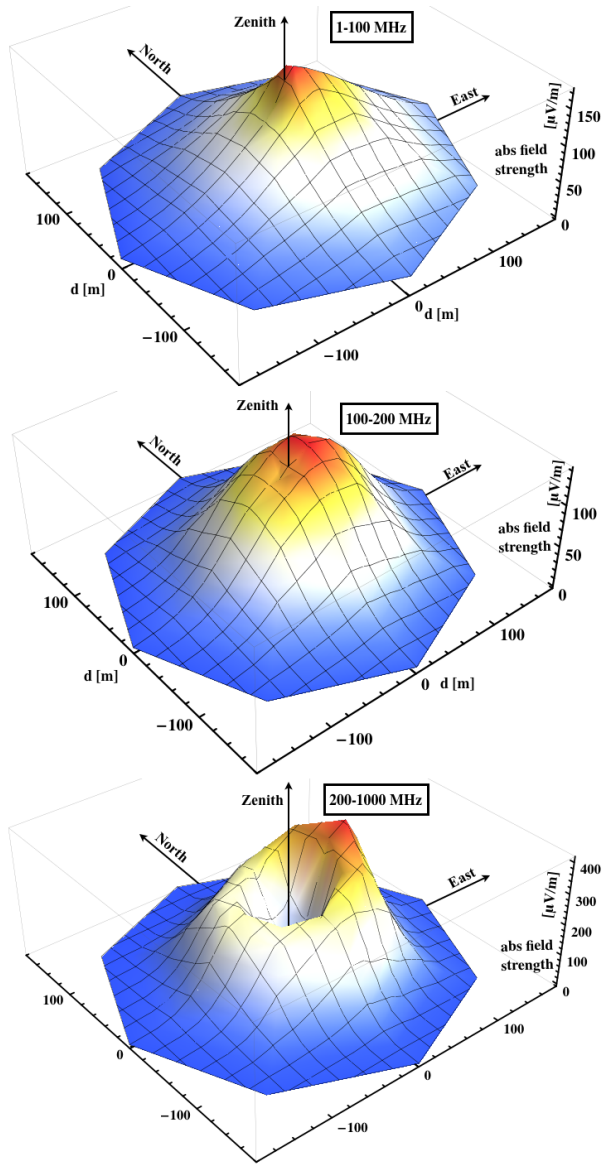 Zenith
1-100 MHz
North
East
[µV/m]
150
abs field
strength
100
50
0
100
0
d [m]
−100
100
0
d [m]
−100
Zenith
100-200 MHz
North
East
[µV/m]
100
abs field
strength
50
0
100
0
d [m]
−100
100
0
d [m]
−100
Zenith
200-1000 MHz
North
East
[µV/m]
400
300
200
abs field
strength
100
0
100
0
−100
100
0
−100